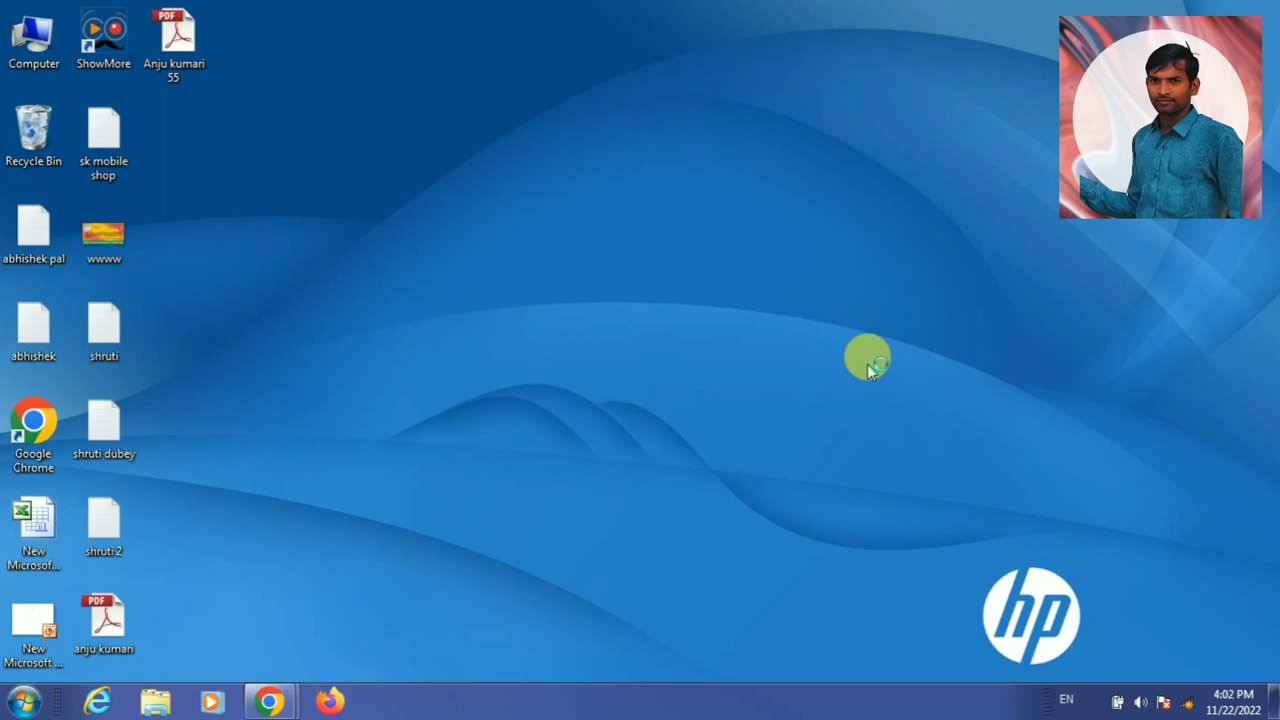 Computer
ShowMore
Anju kumari
55
Recycle Bin
sk mobile
shop
abhishek pal
wwww
abhishek
shruti
Google
Chrome
shruti dubey
New
Microsof...
shruti 2
New
Microsoft ...
anju kumari
PDF
PDF
hp
EN
4:02 PM
11/22/2022